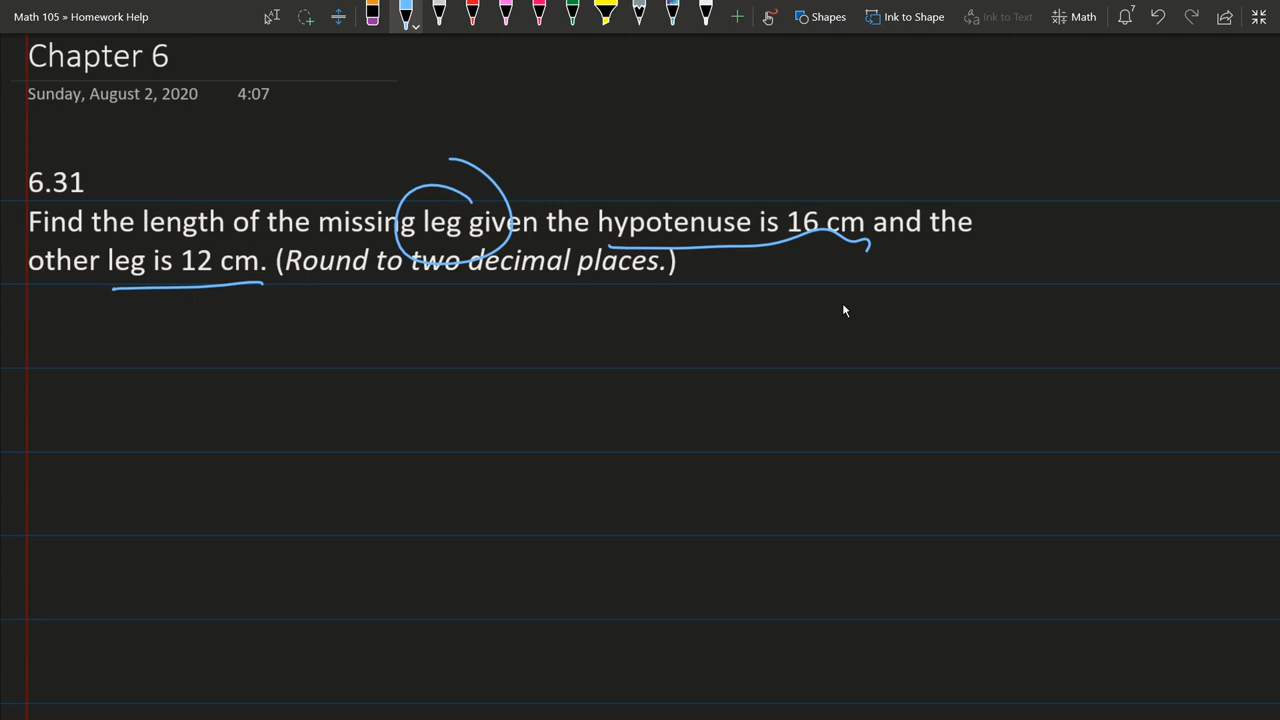 Math 105 » Homework Help
Shapes
Ink to Shape
Ink to Text
Math
7
Chapter 6
Sunday, August 2, 2020 4:07
6.31
Find the length of the missing leg given the hypotenuse is 16 cm and the
other leg is 12 cm. (Round to two decimal places.)